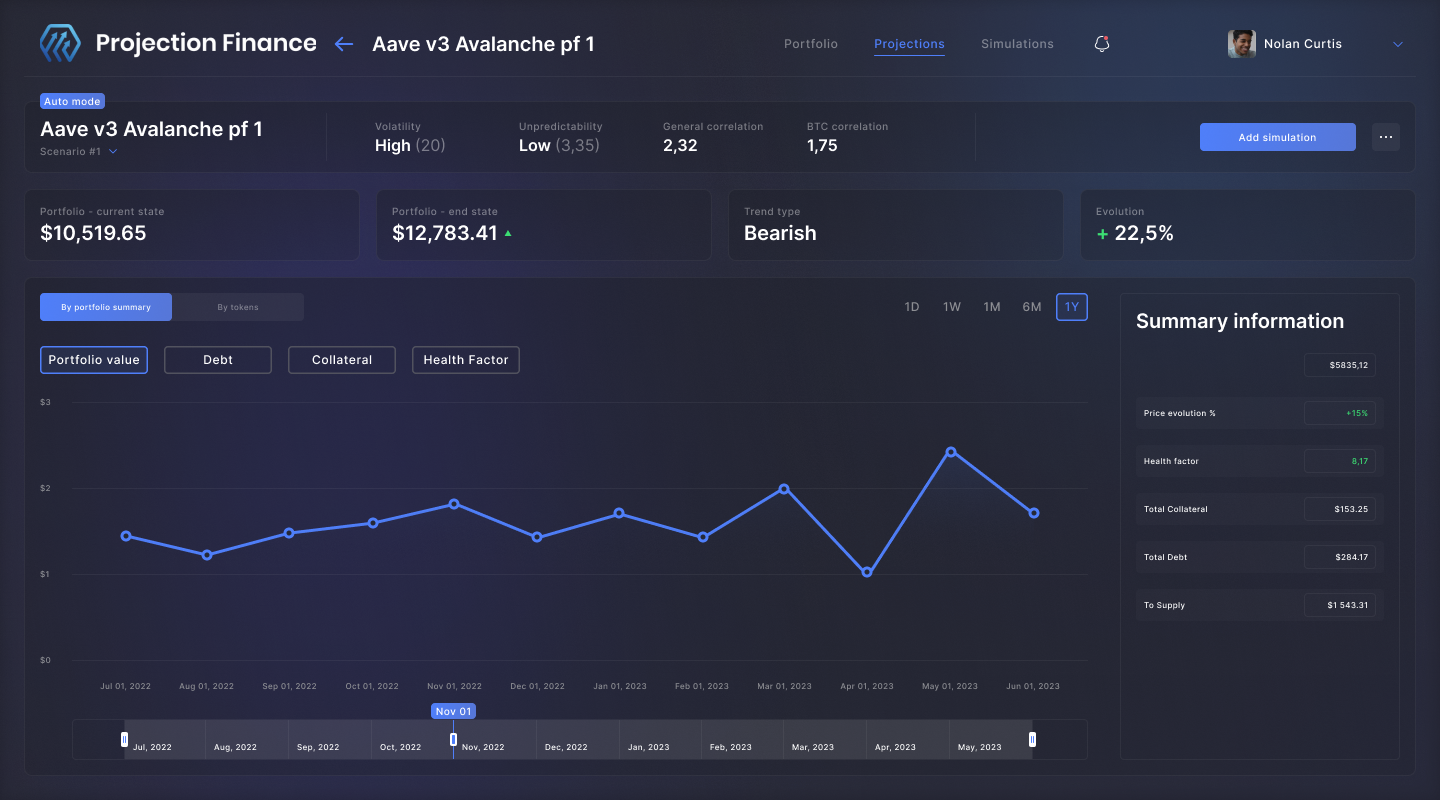 Projection Finance
Aave v3 Avalanche pf 1
Portfolio
Projections
Simulations
Nolan Curtis
Auto mode
Aave v3 Avalanche pf 1
Scenario #1
Volatility
High (20)
Unpredictability
Low (3,35)
General correlation
2,32
BTC correlation
1,75
Add simulation
Portfolio - current state
$10,519.65
Portfolio - end state
$12,783.41
Trend type
Bearish
Evolution
+ 22,5%
By portfolio summary
By tokens
1D
1W
1M
6M
1Y
Portfolio value
Debt
Collateral
Health Factor
$3
$2
$1
$0
Jul 01, 2022
Aug 01, 2022
Sep 01, 2022
Oct 01, 2022
Nov 01, 2022
Dec 01, 2022
Jan 01, 2023
Feb 01, 2023
Mar 01, 2023
Apr 01, 2023
May 01, 2023
Jun 01, 2023
Nov 01
Jul, 2022
Aug, 2022
Sep, 2022
Oct, 2022
Nov, 2022
Dec, 2022
Jan, 2023
Feb, 2023
Mar, 2023
Apr, 2023
May, 2023
Summary information
$5835,12
Price evolution %
+15%
Health factor
8,17
Total Collateral
$153.25
Total Debt
$284.17
To Supply
$1 543.31